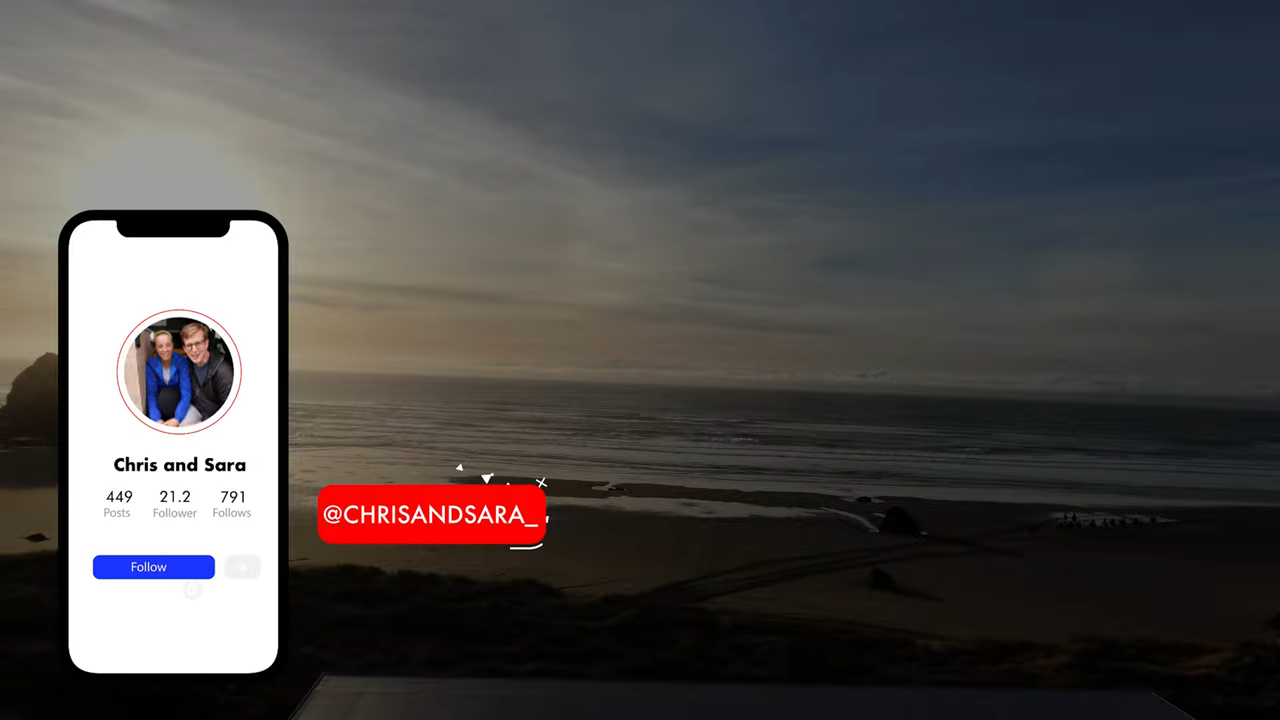 Chris and Sara
449 21.2 791
Posts Follower Follows
Follow
@CHRISANDSARA_